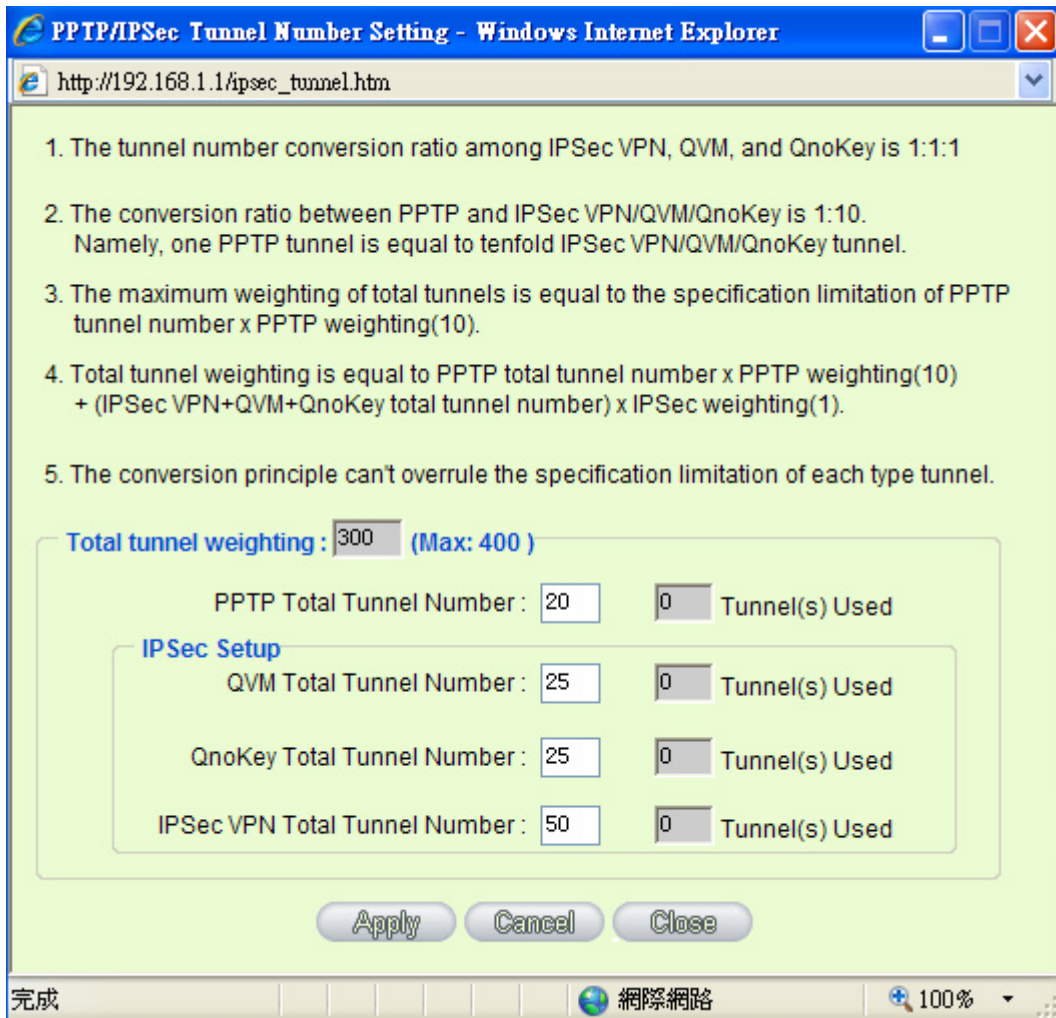 PPTP/IPSec Tunnel Number Setting - Windows Internet Explorer
http://192.168.1.1/ipsec_tunnel.htm
1. The tunnel number conversion ratio among IPSec VPN, QVM, and QnoKey is 1:1:1
2. The conversion ratio between PPTP and IPSec VPN/QVM/QnoKey is 1:10.
Namely, one PPTP tunnel is equal to tenfold IPSec VPN/QVM/QnoKey tunnel.
3. The maximum weighting of total tunnels is equal to the specification limitation of PPTP
tunnel number x PPTP weighting(10).
4. Total tunnel weighting is equal to PPTP total tunnel number x PPTP weighting(10)
+ (IPSec VPN+QVM+QnoKey total tunnel number) x IPSec weighting(1).
5. The conversion principle can't overrule the specification limitation of each type tunnel.
Total tunnel weighting : 300 (Max: 400 )
PPTP Total Tunnel Number : 20 0 Tunnel(s) Used
IPSec Setup
QVM Total Tunnel Number : 25 0 Tunnel(s) Used
QnoKey Total Tunnel Number : 25 0 Tunnel(s) Used
IPSec VPN Total Tunnel Number : 50 0 Tunnel(s) Used
Apply Cancel Close
完成 網際網路 100%